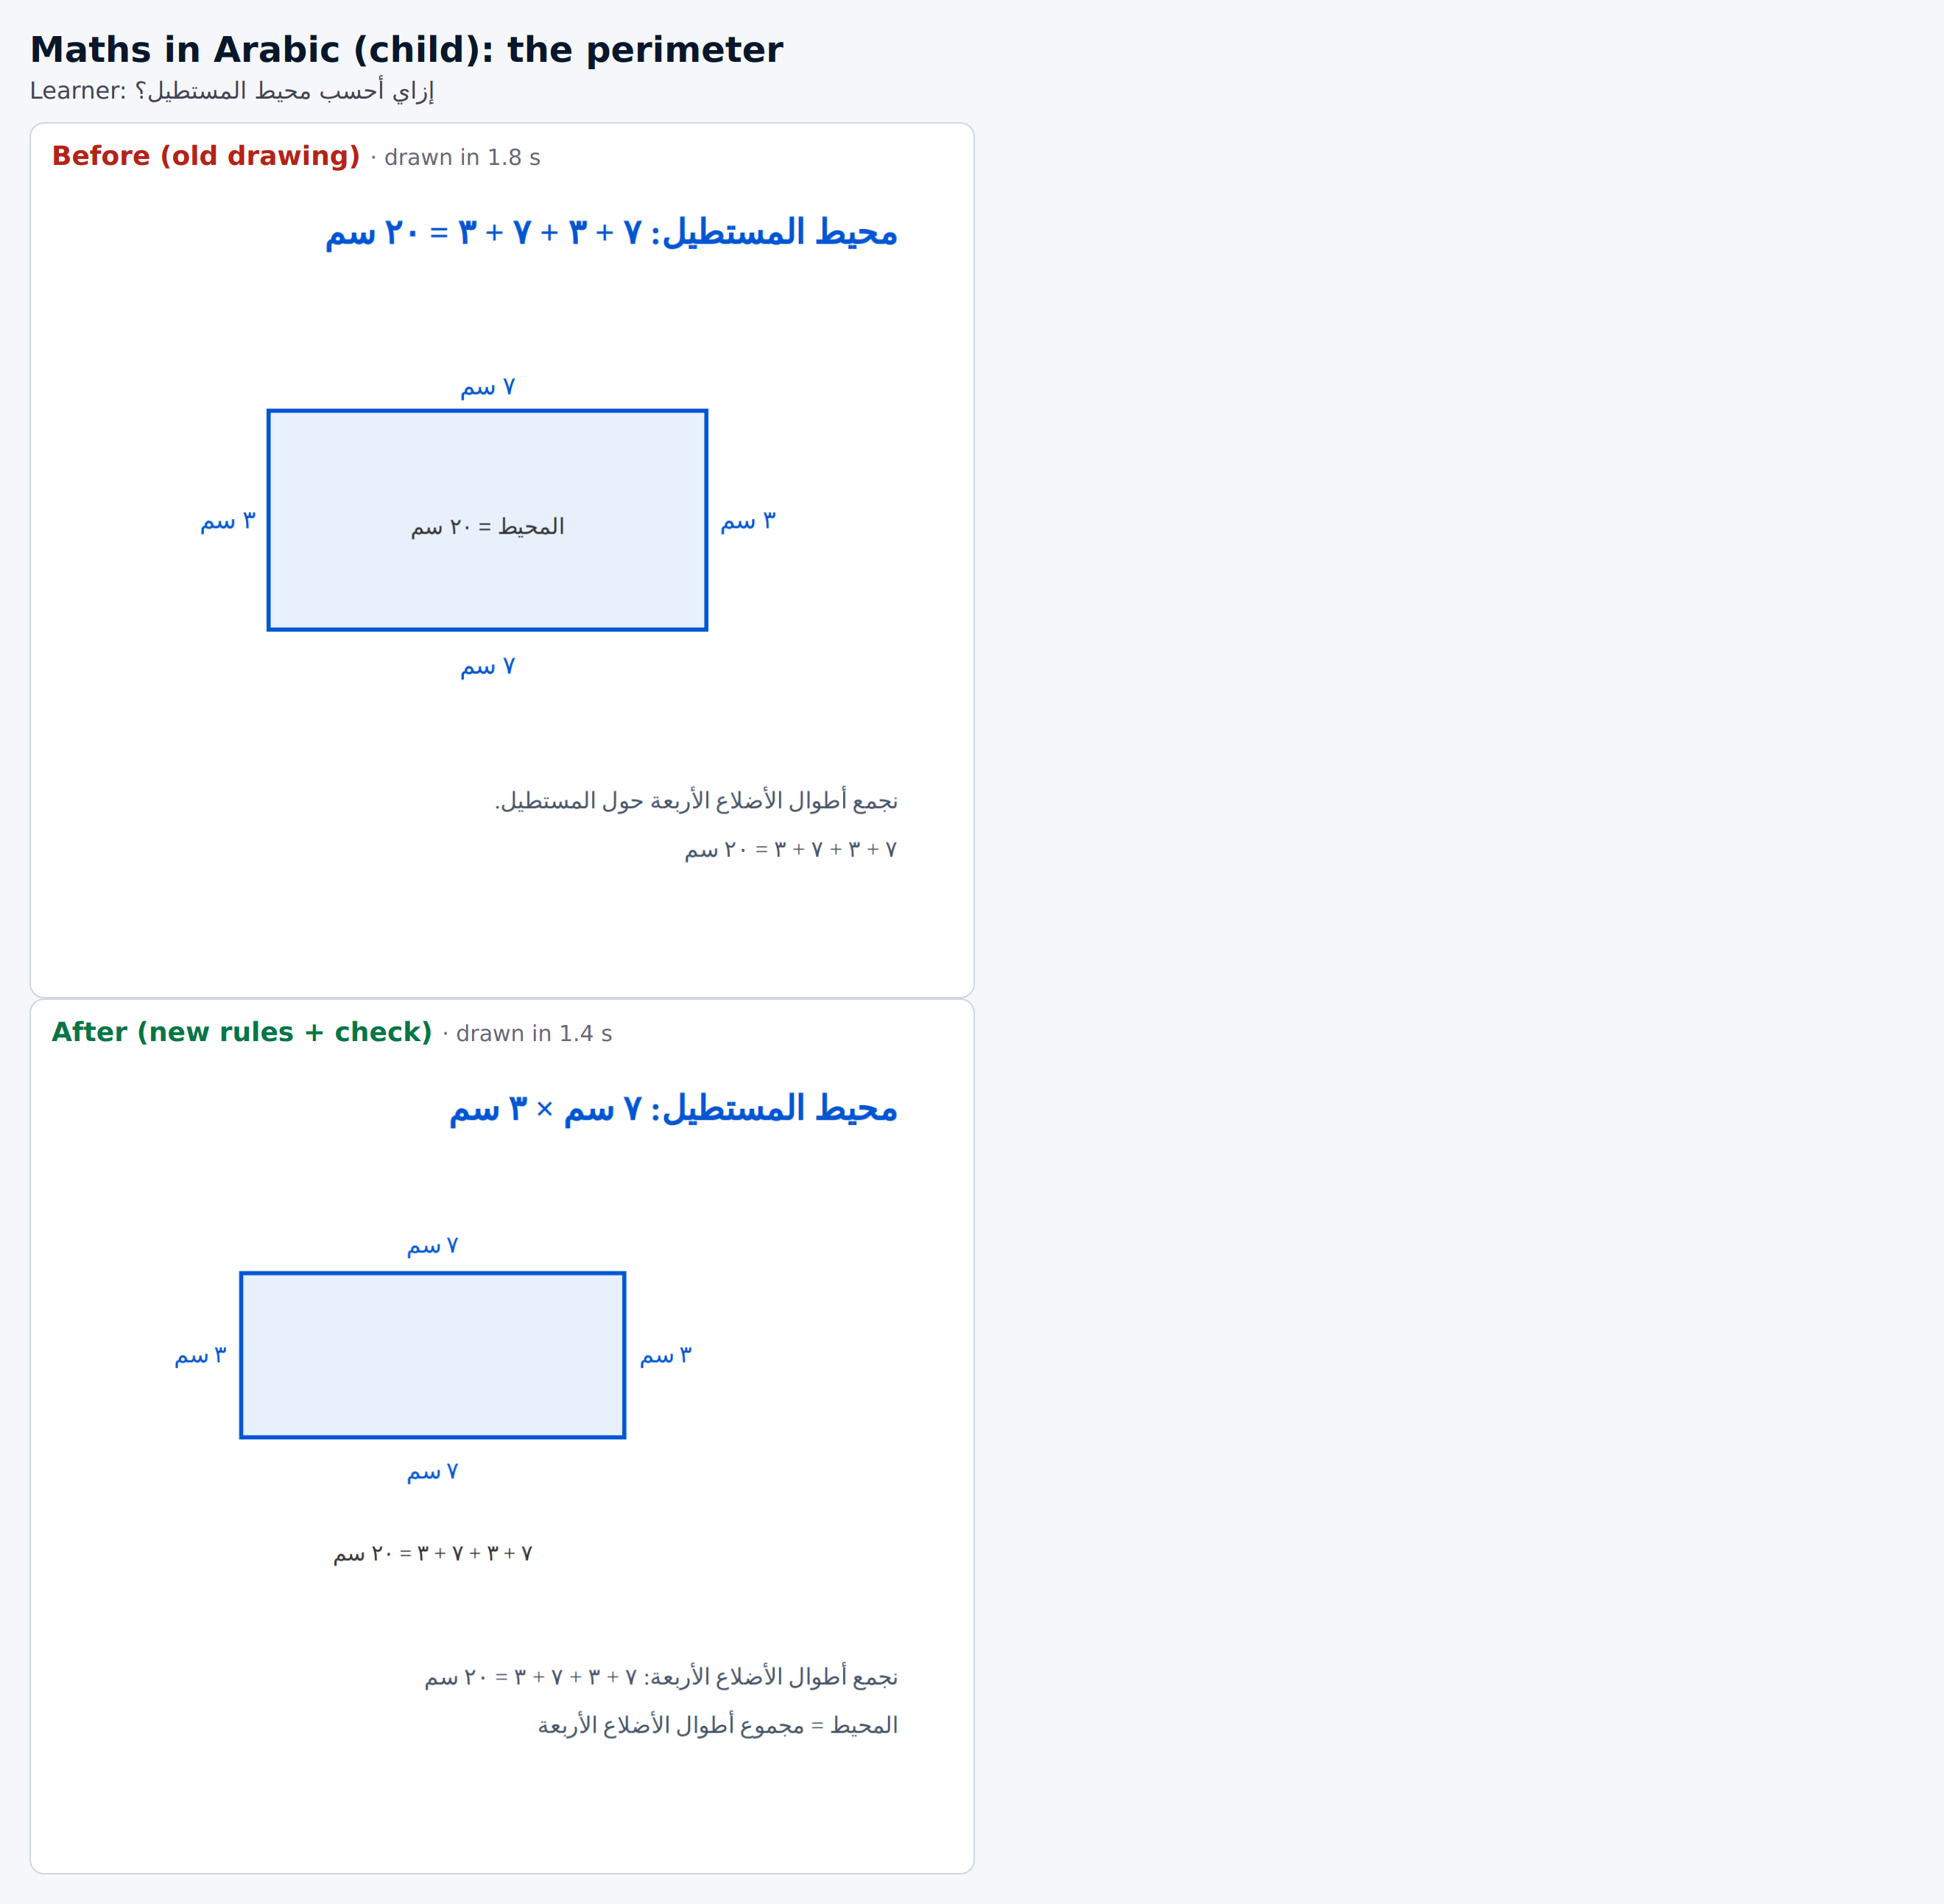 Maths in Arabic (child): the perimeter
Learner: إزاي أحسب محيط المستطيل؟
Before (old drawing) · drawn in 1.8 s
محيط المستطيل: ٧ + ٣ + ٧ + ٣ = ٢٠ سم
٧ سم
٣ سم
المحيط = ٢٠ سم
٣ سم
٧ سم
نجمع أطوال الأضلاع الأربعة حول المستطيل.
٧ + ٣ + ٧ + ٣ = ٢٠ سم
After (new rules + check) · drawn in 1.4 s
محيط المستطيل: ٧ سم × ٣ سم
٧ سم
٣ سم
٣ سم
٧ سم
٧ + ٣ + ٧ + ٣ = ٢٠ سم
نجمع أطوال الأضلاع الأربعة: ٧ + ٣ + ٧ + ٣ = ٢٠ سم
المحيط = مجموع أطوال الأضلاع الأربعة